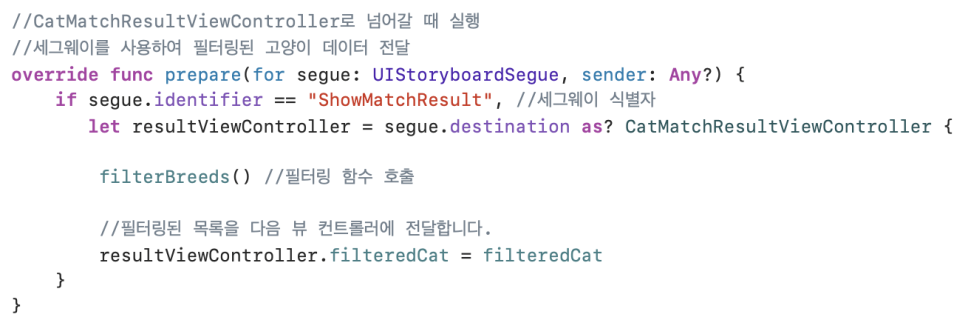 //CatMatchResultViewController로 넘어갈 때 실행
//세그웨이를 사용하여 필터링된 고양이 데이터 전달
override func prepare(for segue: UIStoryboardSegue, sender: Any?) {
    if segue.identifier == "ShowMatchResult", //세그웨이 식별자
       let resultViewController = segue.destination as? CatMatchResultViewController {

        filterBreeds() //필터링 함수 호출

        //필터링된 목록을 다음 뷰 컨트롤러에 전달합니다.
        resultViewController.filteredCat = filteredCat
    }
}